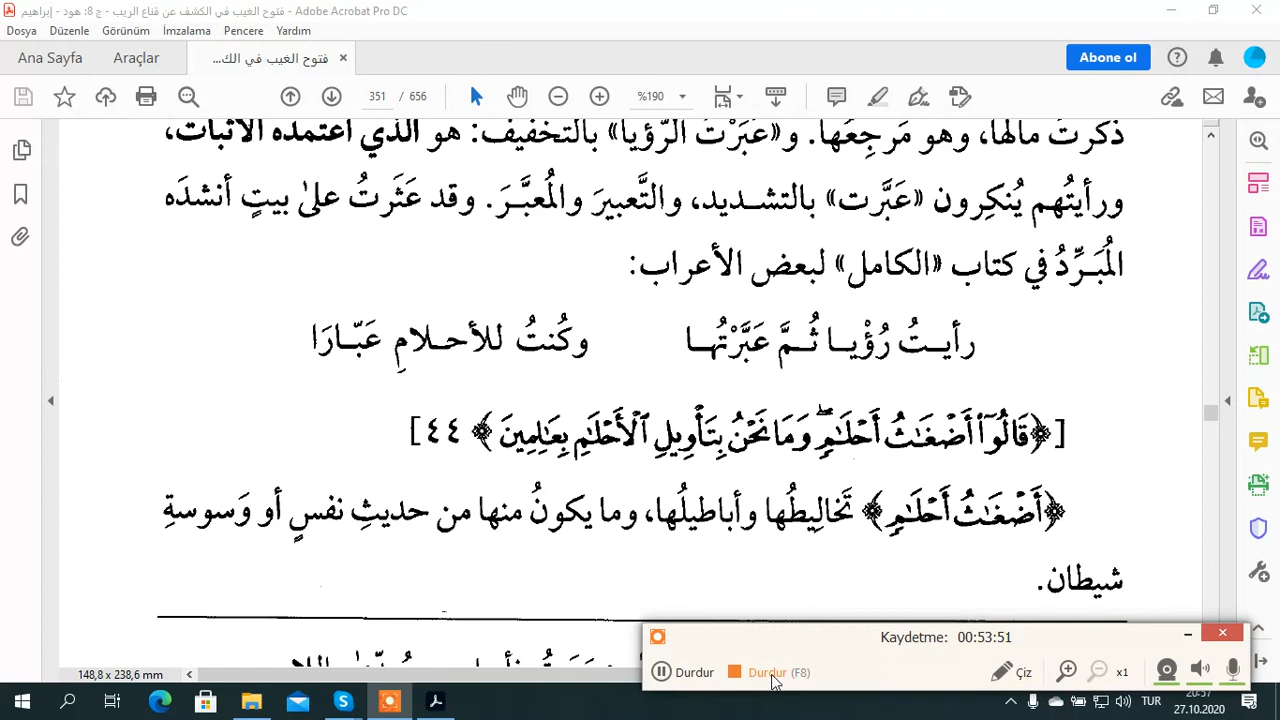 فتوح الغيب في الكشف عن قناع الريب - ج 8: هود - إبراهيم - Adobe Acrobat Pro DC
Dosya Düzenle Görünüm İmzalama Pencere Yardım
Ana Sayfa Araçlar فتوح الغيب في الك... × Abone ol
351 / 656 %190
ذكرتَ مآلها، وهو مَرجِعُها. و«عَبَرْتُ الرّؤيا» بالتخفيف: هو الذي اعتمده الأثبات،
ورأيتُهم يُنكِرون «عَبَّرت» بالتشديد، والتَّعبيرَ والمُعبَّرَ. وقد عَثَرتُ علىٰ بيتٍ أنشدَه
المُبَرِّدُ في كتاب «الكامل» لبعض الأعراب:
رأيتُ رُؤْيا ثُمَّ عَبَّرْتُها وكُنتُ للأحلامِ عَبّارَا
[﴿قَالُوٓا۟ أَضْغَٰثُ أَحْلَٰمٍ ۖ وَمَا نَحْنُ بِتَأْوِيلِ ٱلْأَحْلَٰمِ بِعَٰلِمِينَ﴾ ٤٤]
﴿أَضْغَٰثُ أَحْلَٰمٍ﴾ تَخالِيطُها وأباطيلُها، وما يكونُ منها من حديثِ نفسٍ أو وَسوسةِ
شيطان.
148,8 x 238,6 mm
Kaydetme: 00:53:51
Durdur Durdur (F8) Çiz x1
TUR 20:57
27.10.2020